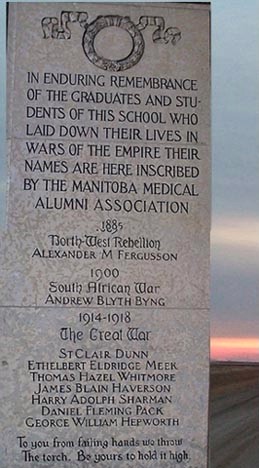 IN ENDURING REMEMBRANCE
OF THE GRADUATES AND STU-
DENTS OF THIS SCHOOL WHO
LAID DOWN THEIR LIVES IN
WARS OF THE EMPIRE THEIR
NAMES ARE HERE INSCRIBED
BY THE MANITOBA MEDICAL
ALUMNI ASSOCIATION
1885
North-West Rebellion
ALEXANDER M FERGUSSON
1900
South African War
ANDREW BLYTH BYNG
1914-1918
The Great War
ST CLAIR DUNN
ETHELBERT ELDRIDGE MEEK
THOMAS HAZEL WHITMORE
JAMES BLAIN HAVERSON
HARRY ADOLPH SHARMAN
DANIEL FLEMING PACK
GEORGE WILLIAM HEPWORTH
To you from failing hands we throw
The torch. Be yours to hold it high.